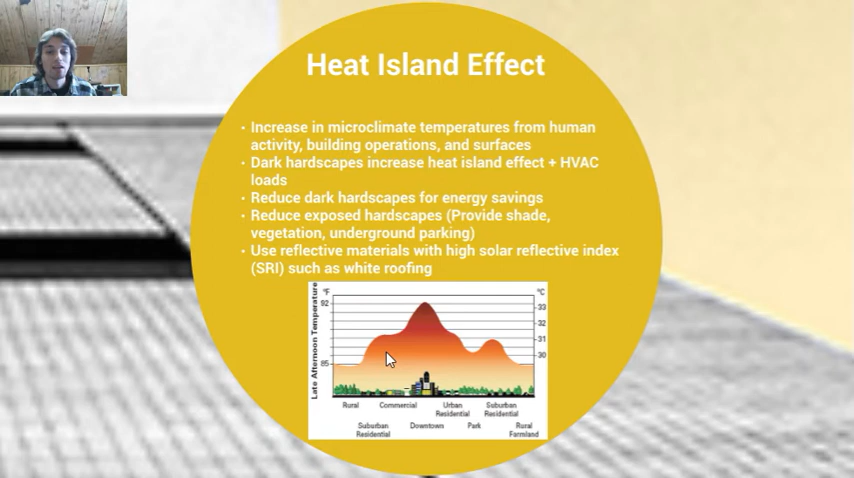 Heat Island Effect
• Increase in microclimate temperatures from human
activity, building operations, and surfaces
• Dark hardscapes increase heat island effect + HVAC
loads
• Reduce dark hardscapes for energy savings
• Reduce exposed hardscapes (Provide shade,
vegetation, underground parking)
• Use reflective materials with high solar reflective index
(SRI) such as white roofing
°F
°C
92
33
32
31
30
85
Late Afternoon Temperature
Rural
Commercial
Urban
Residential
Suburban
Residential
Suburban
Residential
Downtown
Park
Rural
Farmland